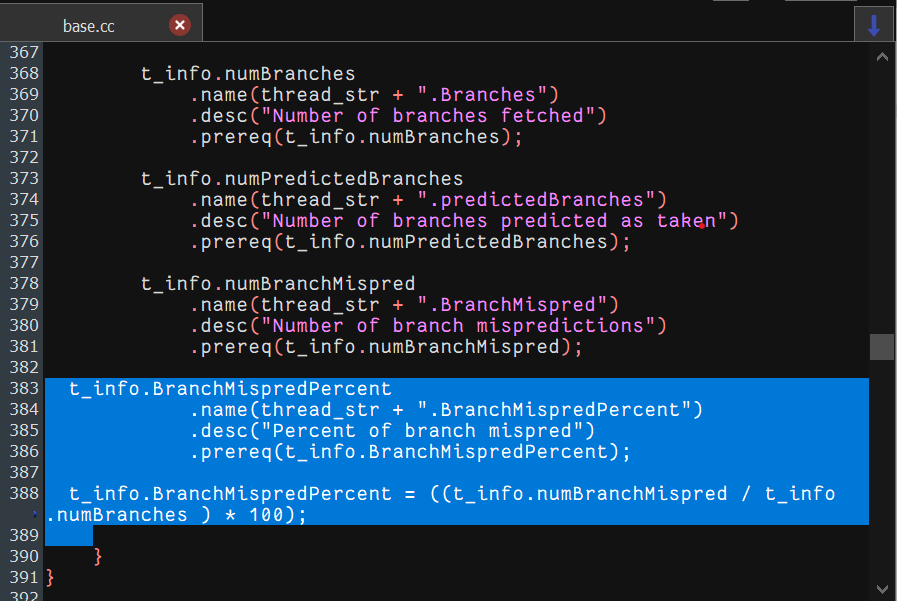 base.cc
367
368 t_info.numBranches
369 .name(thread_str + ".Branches")
370 .desc("Number of branches fetched")
371 .prereq(t_info.numBranches);
372
373 t_info.numPredictedBranches
374 .name(thread_str + ".predictedBranches")
375 .desc("Number of branches predicted as taken")
376 .prereq(t_info.numPredictedBranches);
377
378 t_info.numBranchMispred
379 .name(thread_str + ".BranchMispred")
380 .desc("Number of branch mispredictions")
381 .prereq(t_info.numBranchMispred);
382
383 t_info.BranchMispredPercent
384 .name(thread_str + ".BranchMispredPercent")
385 .desc("Percent of branch mispred")
386 .prereq(t_info.BranchMispredPercent);
387
388 t_info.BranchMispredPercent = ((t_info.numBranchMispred / t_info
.numBranches ) * 100);
389
390 }
391 }
392